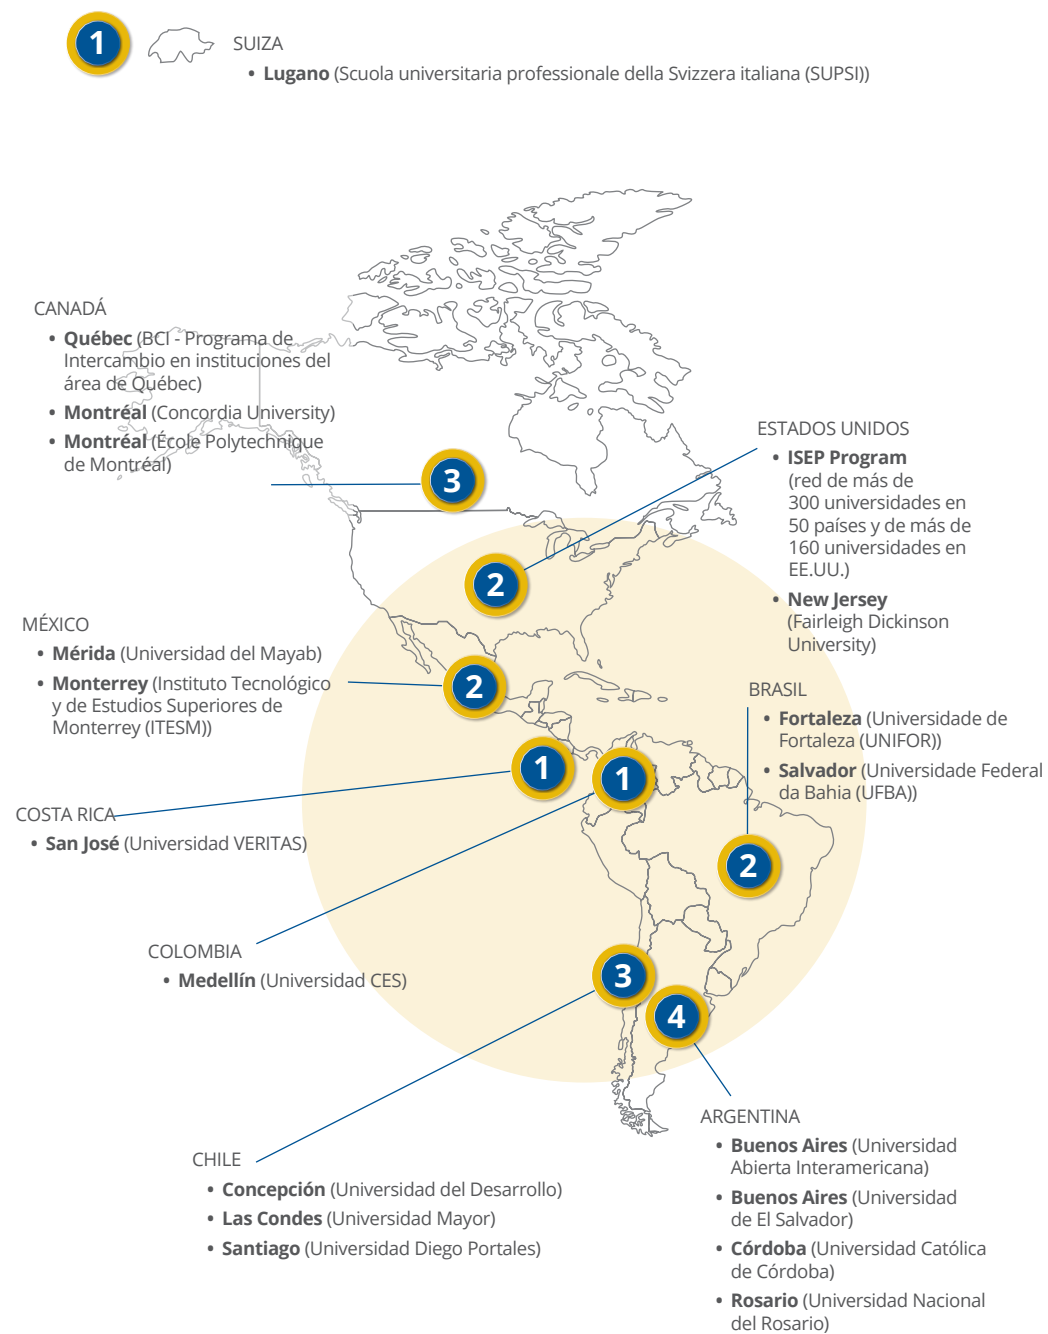 1
SUIZA
• Lugano (Scuola universitaria professionale della Svizzera italiana (SUPSI))
CANADÁ
• Québec (BCI - Programa de
Intercambio en instituciones del
área de Québec)
• Montréal (Concordia University)
• Montréal (École Polytechnique
de Montréal)
3
ESTADOS UNIDOS
• ISEP Program
(red de más de
300 universidades en
50 países y de más de
160 universidades en
EE.UU.)
• New Jersey
(Fairleigh Dickinson
University)
2
MÉXICO
• Mérida (Universidad del Mayab)
• Monterrey (Instituto Tecnológico
y de Estudios Superiores de
Monterrey (ITESM))
2
BRASIL
• Fortaleza (Universidade de
Fortaleza (UNIFOR))
• Salvador (Universidade Federal
da Bahia (UFBA))
2
1
1
COSTA RICA
• San José (Universidad VERITAS)
COLOMBIA
• Medellín (Universidad CES)
3
4
CHILE
• Concepción (Universidad del Desarrollo)
• Las Condes (Universidad Mayor)
• Santiago (Universidad Diego Portales)
ARGENTINA
• Buenos Aires (Universidad
Abierta Interamericana)
• Buenos Aires (Universidad
de El Salvador)
• Córdoba (Universidad Católica
de Córdoba)
• Rosario (Universidad Nacional
del Rosario)